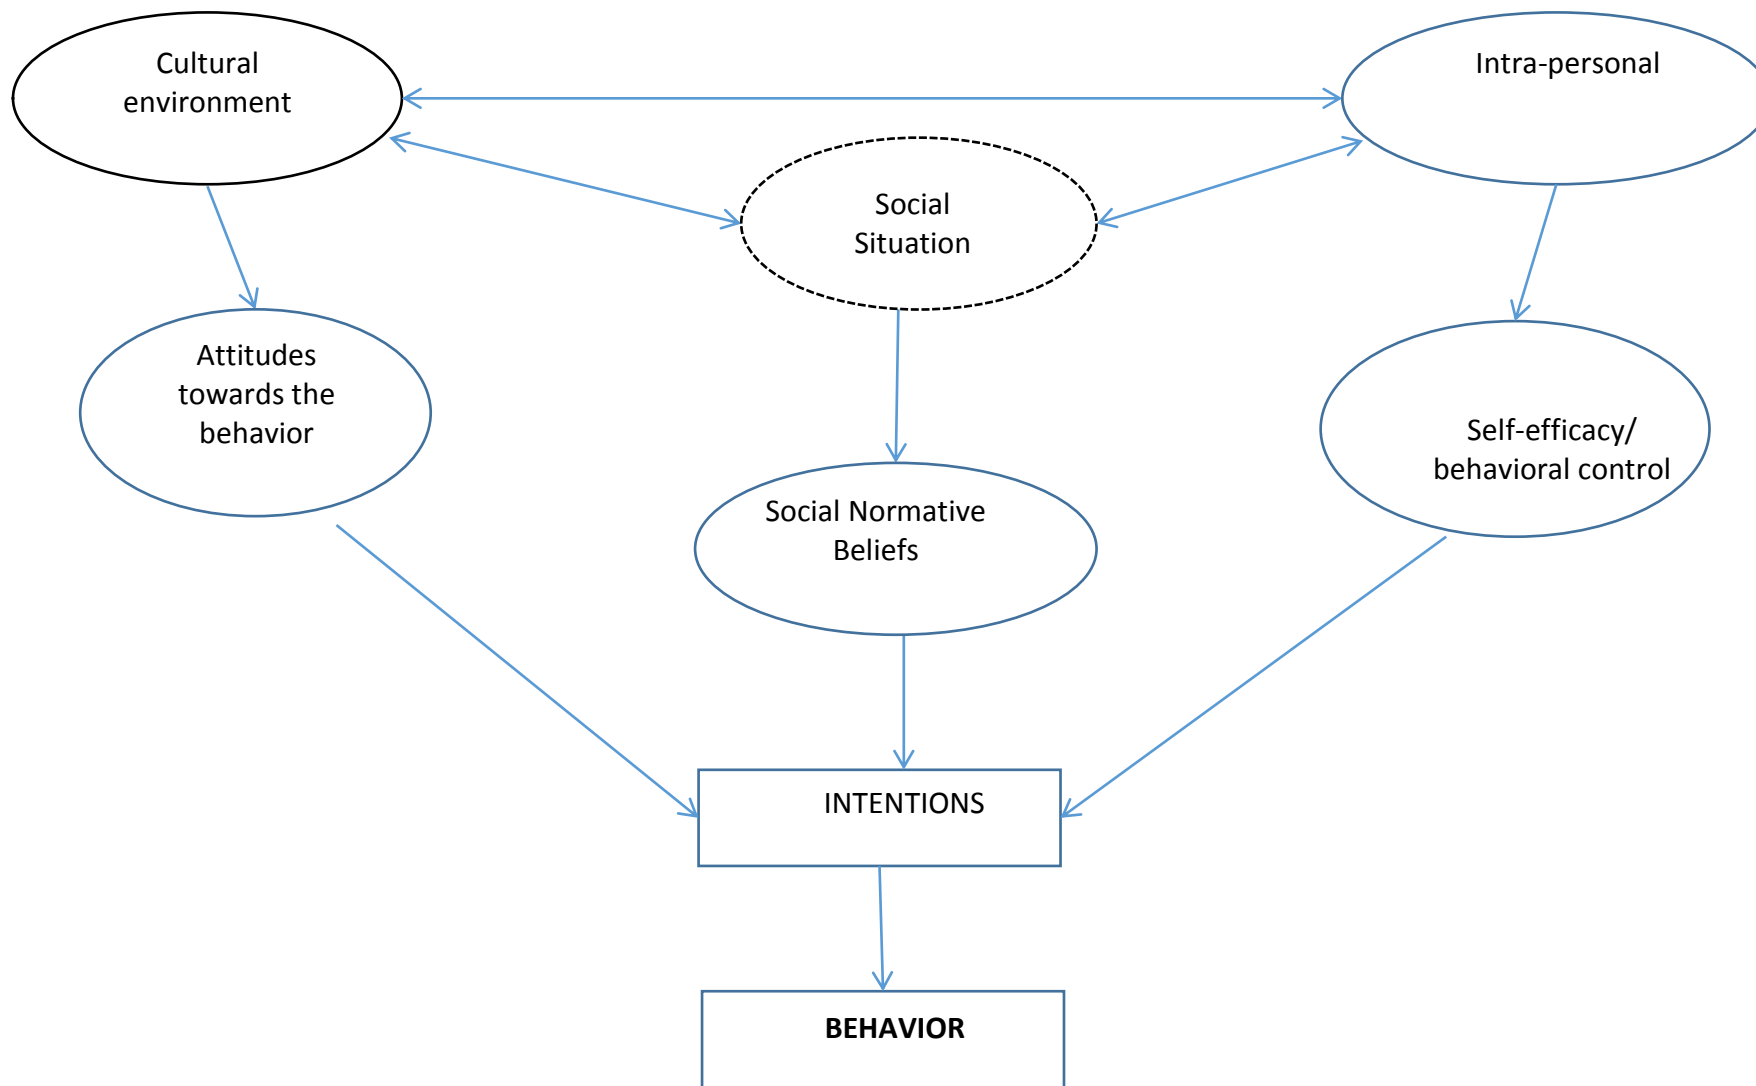 Cultural
environment
Intra-personal
Social
Situation
Attitudes
towards the
behavior
Self-efficacy/
behavioral control
Social Normative
Beliefs
INTENTIONS
BEHAVIOR